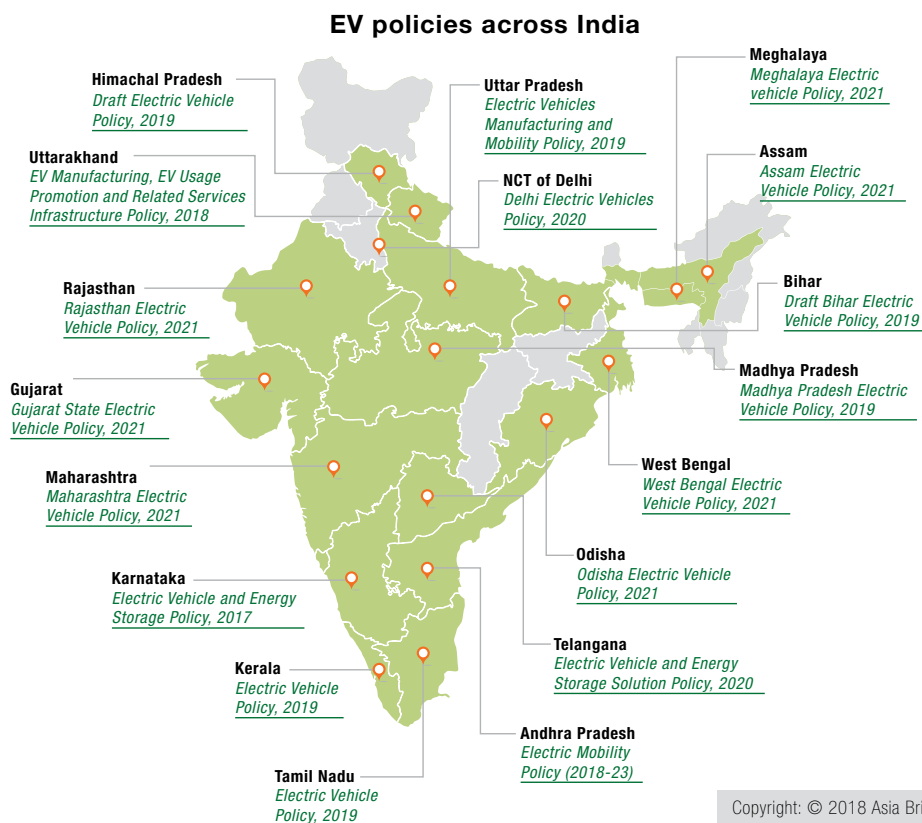 EV policies across India
Himachal Pradesh
Draft Electric Vehicle
Policy, 2019
Uttarakhand
EV Manufacturing, EV Usage
Promotion and Related Services
Infrastructure Policy, 2018
Rajasthan
Rajasthan Electric
Vehicle Policy, 2021
Gujarat
Gujarat State Electric
Vehicle Policy, 2021
Maharashtra
Maharashtra Electric
Vehicle Policy, 2021
Karnataka
Electric Vehicle and Energy
Storage Policy, 2017
Kerala
Electric Vehicle
Policy, 2019
Tamil Nadu
Electric Vehicle
Policy, 2019
Uttar Pradesh
Electric Vehicles
Manufacturing and
Mobility Policy, 2019
NCT of Delhi
Delhi Electric Vehicles
Policy, 2020
Meghalaya
Meghalaya Electric
vehicle Policy, 2021
Assam
Assam Electric
Vehicle Policy, 2021
Bihar
Draft Bihar Electric
Vehicle Policy, 2019
Madhya Pradesh
Madhya Pradesh Electric
Vehicle Policy, 2019
West Bengal
West Bengal Electric
Vehicle Policy, 2021
Odisha
Odisha Electric Vehicle
Policy, 2021
Telangana
Electric Vehicle and Energy
Storage Solution Policy, 2020
Andhra Pradesh
Electric Mobility
Policy (2018-23)
Copyright: © 2018 Asia Bri